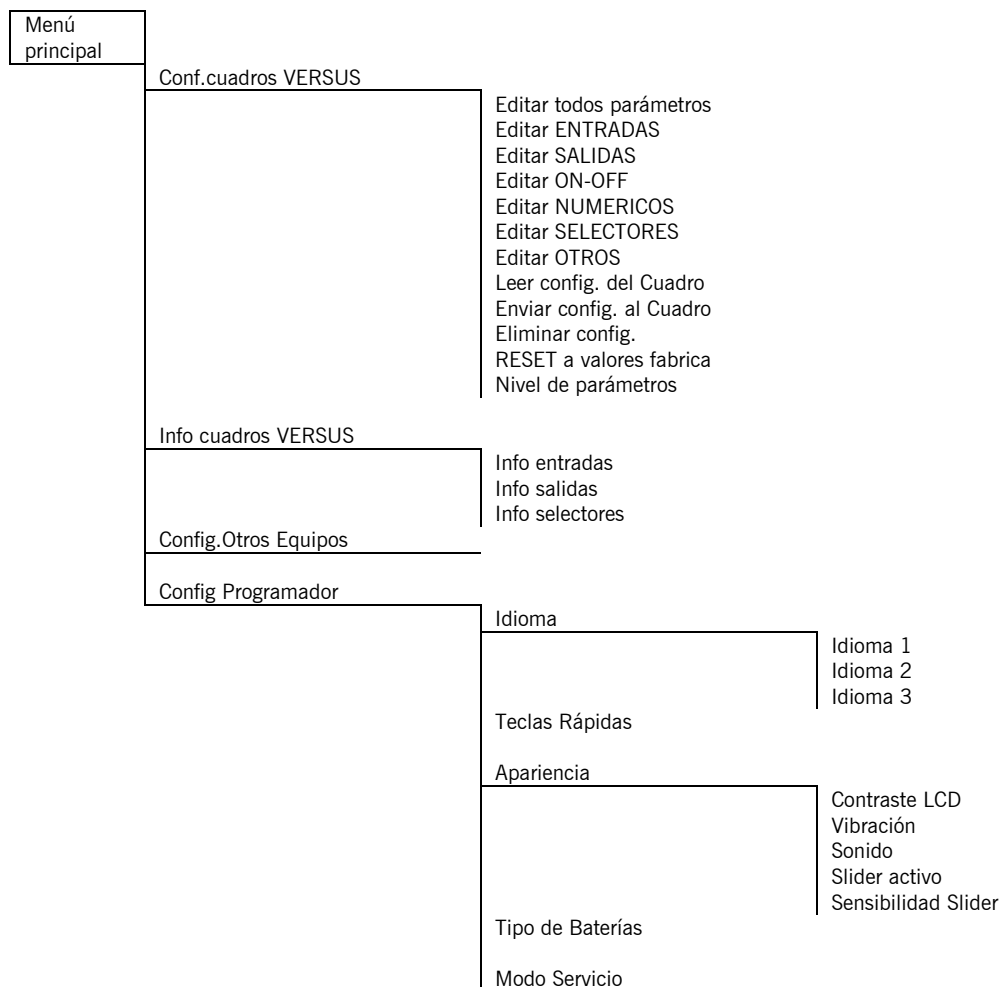 Menú
principal
Conf.cuadros VERSUS
Editar todos parámetros
Editar ENTRADAS
Editar SALIDAS
Editar ON-OFF
Editar NUMERICOS
Editar SELECTORES
Editar OTROS
Leer config. del Cuadro
Enviar config. al Cuadro
Eliminar config.
RESET a valores fabrica
Nivel de parámetros
Info cuadros VERSUS
Info entradas
Info salidas
Info selectores
Config.Otros Equipos
Config Programador
Idioma
Idioma 1
Idioma 2
Idioma 3
Teclas Rápidas
Apariencia
Contraste LCD
Vibración
Sonido
Slider activo
Sensibilidad Slider
Tipo de Baterías
Modo Servicio